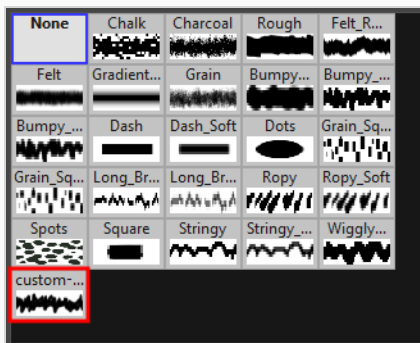 None Chalk Charcoal Rough Felt_R...
Felt Gradient... Grain Bumpy... Bumpy_...
Bumpy_... Dash Dash_Soft Dots Grain_Sq...
Grain_Sq... Long_Br... Long_Br... Ropy Ropy_Soft
Spots Square Stringy Stringy_... Wiggly...
custom-...